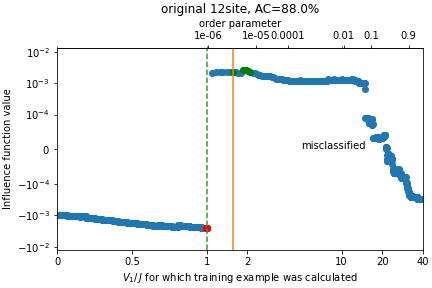 original 12site, AC=88.0%
order parameter
1e-06 1e-05 0.0001 0.01 0.1 0.9
Influence function value
10⁻²
10⁻³
10⁻⁴
0
−10⁻⁴
−10⁻³
−10⁻²
misclassified
0 0.5 1 2 10 20 40
V₁/J for which training example was calculated